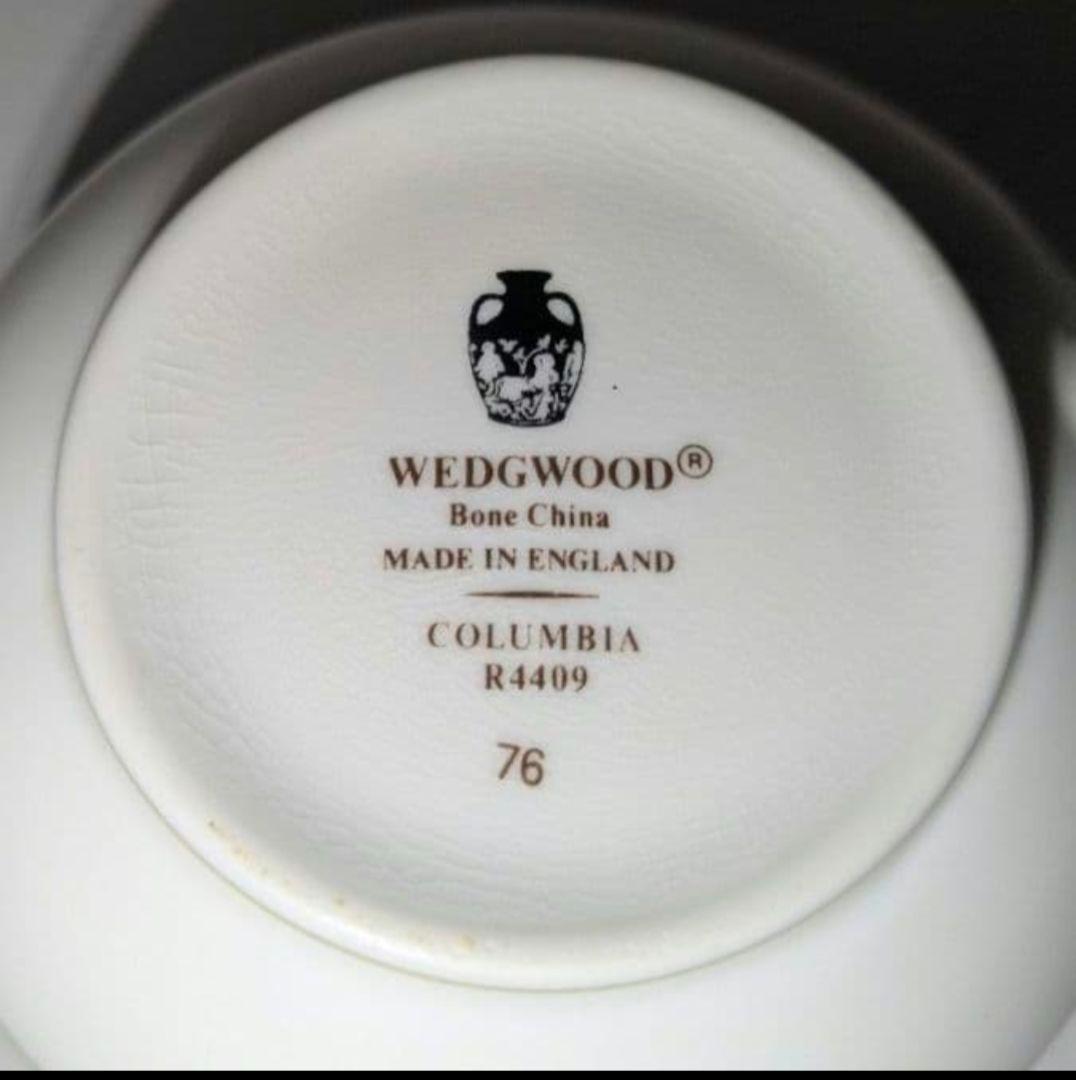 WEDGWOOD®
Bone China
MADE IN ENGLAND
COLUMBIA
R4409
76